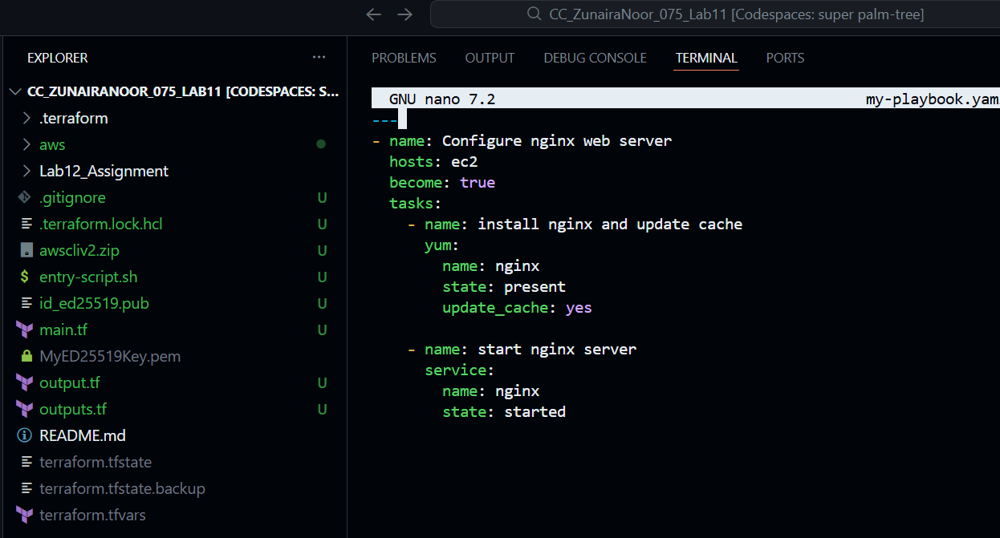 CC_ZunairaNoor_075_Lab11 [Codespaces: super palm-tree]
EXPLORER
CC_ZUNAIRANOOR_075_LAB11 [CODESPACES: S...
.terraform
aws
Lab12_Assignment
.gitignore U
.terraform.lock.hcl U
awscliv2.zip U
entry-script.sh U
id_ed25519.pub U
main.tf U
MyED25519Key.pem
output.tf U
outputs.tf U
README.md
terraform.tfstate
terraform.tfstate.backup
terraform.tfvars
PROBLEMS OUTPUT DEBUG CONSOLE TERMINAL PORTS
GNU nano 7.2 my-playbook.yam
---
- name: Configure nginx web server
  hosts: ec2
  become: true
  tasks:
    - name: install nginx and update cache
      yum:
        name: nginx
        state: present
        update_cache: yes
    - name: start nginx server
      service:
        name: nginx
        state: started